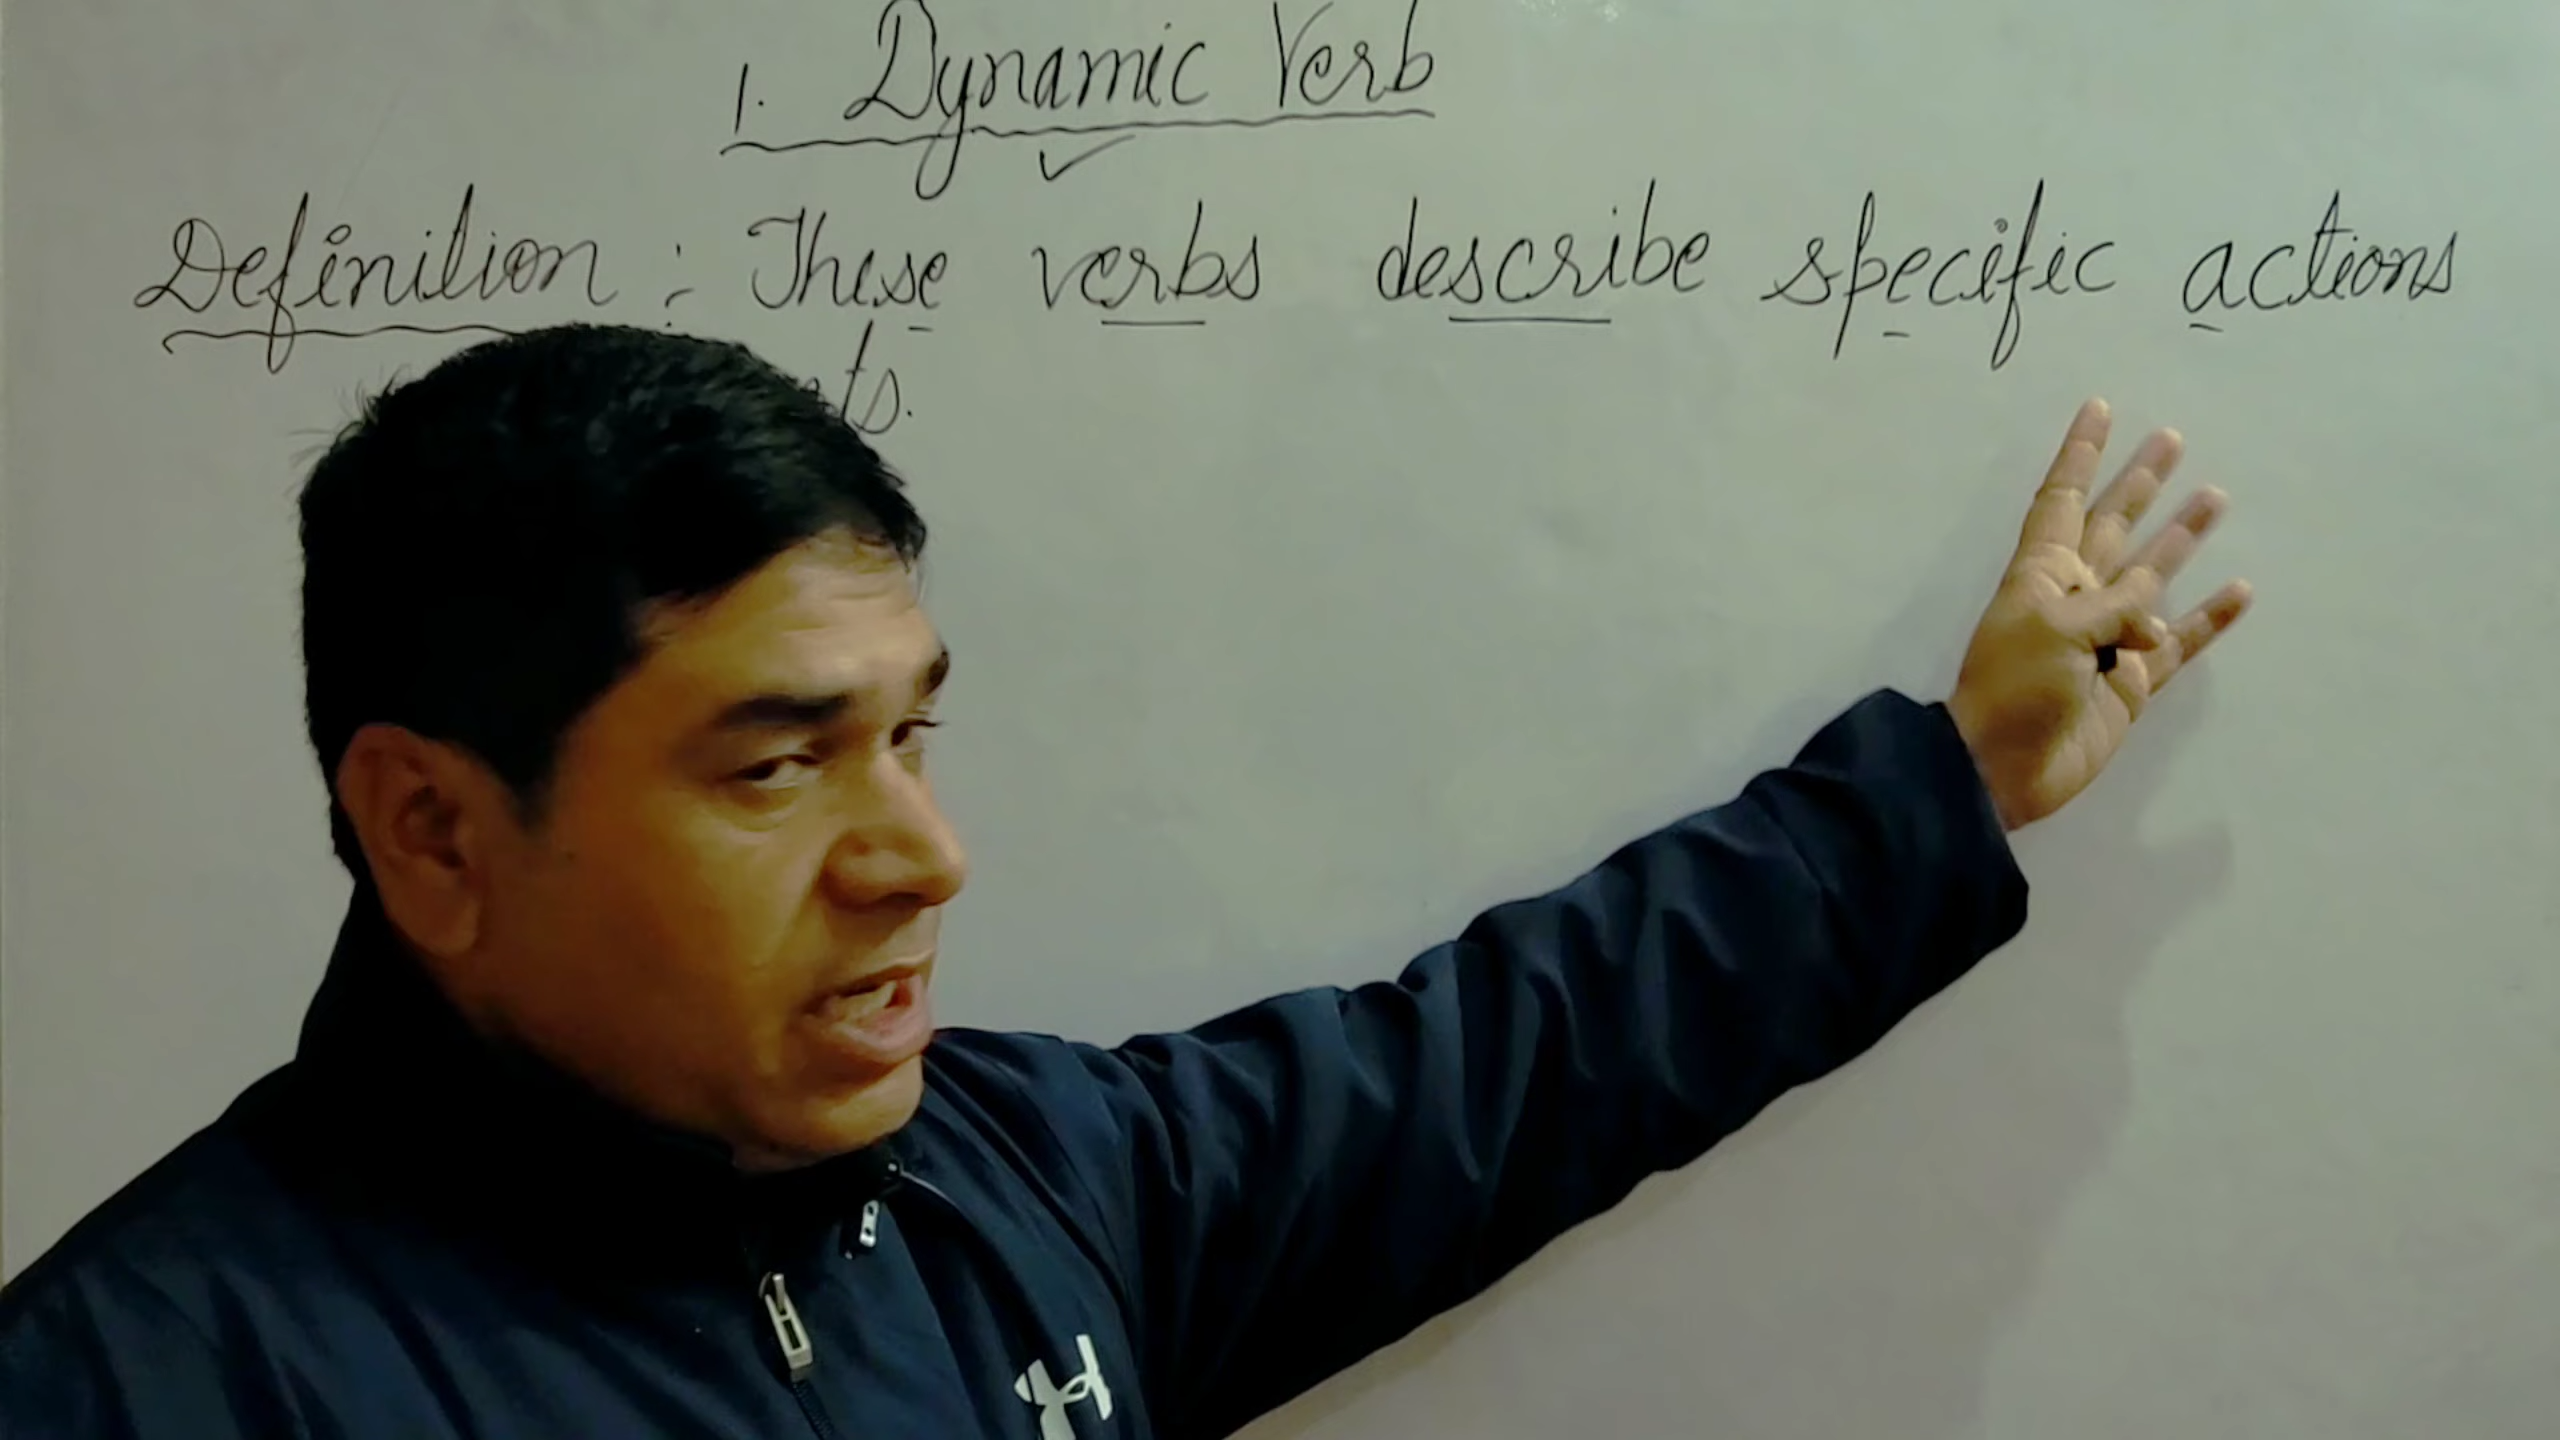 1. Dynamic Verb
Definition : These verbs describe specific actions